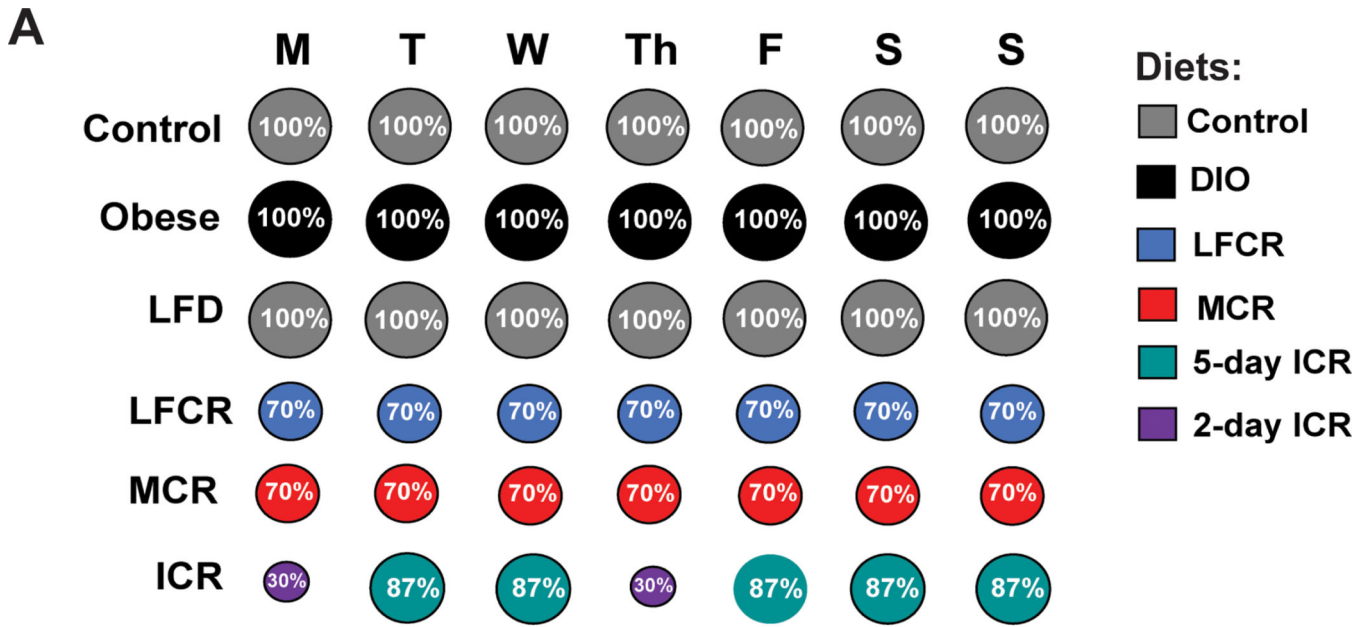 A
M T W Th F S S
Control 100% 100% 100% 100% 100% 100% 100%
Obese 100% 100% 100% 100% 100% 100% 100%
LFD 100% 100% 100% 100% 100% 100% 100%
LFCR 70% 70% 70% 70% 70% 70% 70%
MCR 70% 70% 70% 70% 70% 70% 70%
ICR 30% 87% 87% 30% 87% 87% 87%
Diets:
Control
DIO
LFCR
MCR
5-day ICR
2-day ICR